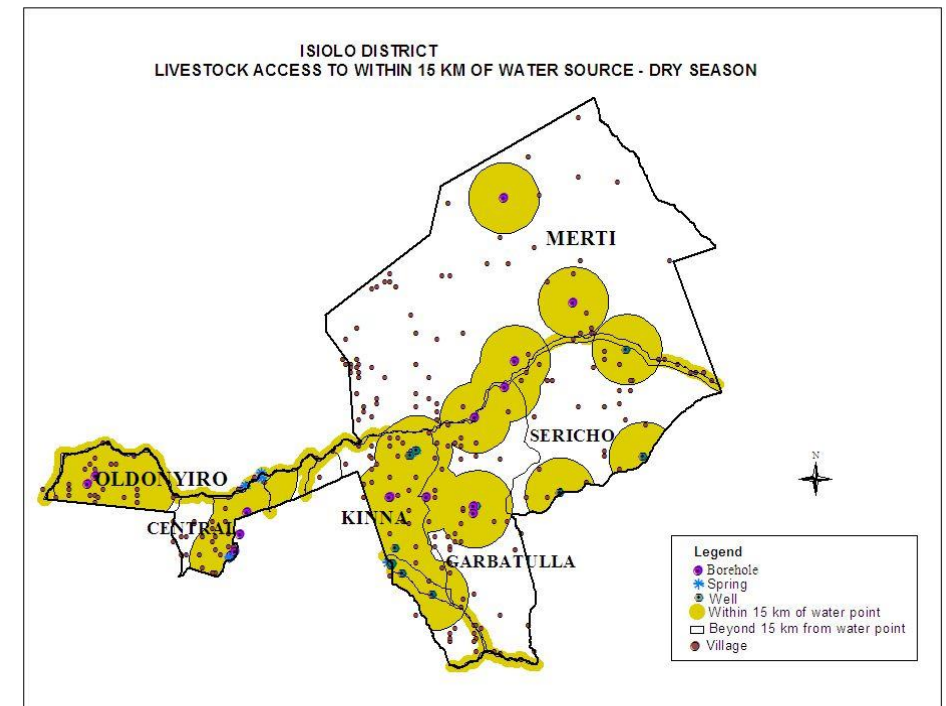 ISIOLO DISTRICT
LIVESTOCK ACCESS TO WITHIN 15 KM OF WATER SOURCE - DRY SEASON
MERTI
SERICHO
OLDONYIRO
CENTRAL
KINNA
GARBATULLA
N
Legend
Borehole
Spring
Well
Within 15 km of water point
Beyond 15 km from water point
Village